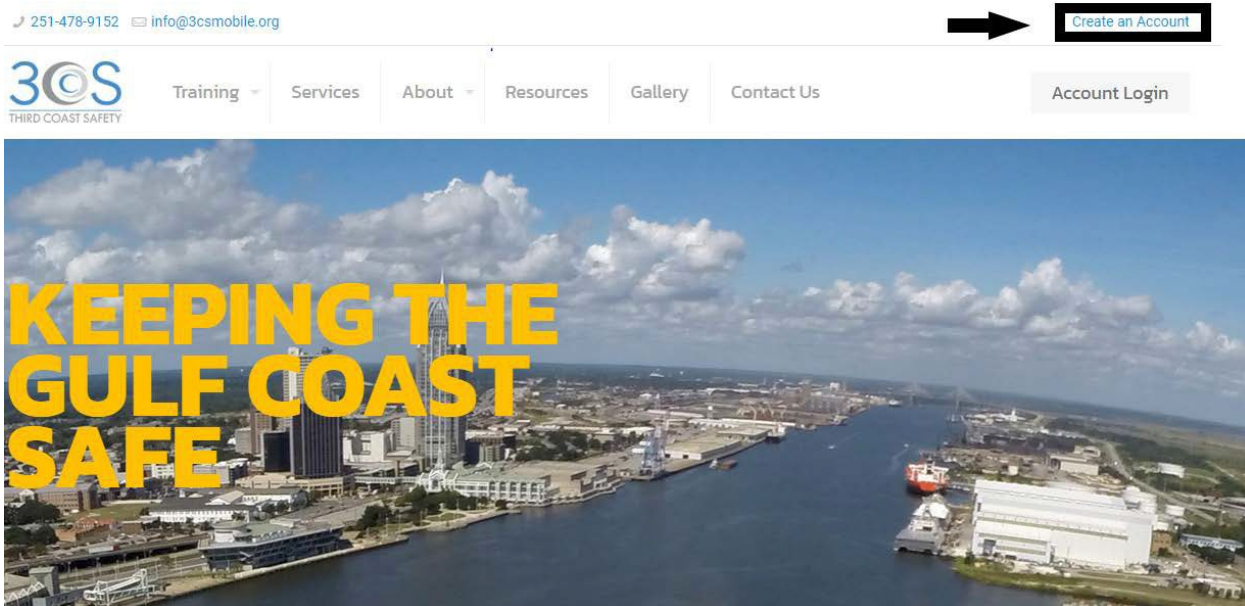 251-478-9152 info@3csmobile.org Create an Account
3CS
THIRD COAST SAFETY
Training Services About Resources Gallery Contact Us Account Login
KEEPING THE
GULF COAST
SAFE